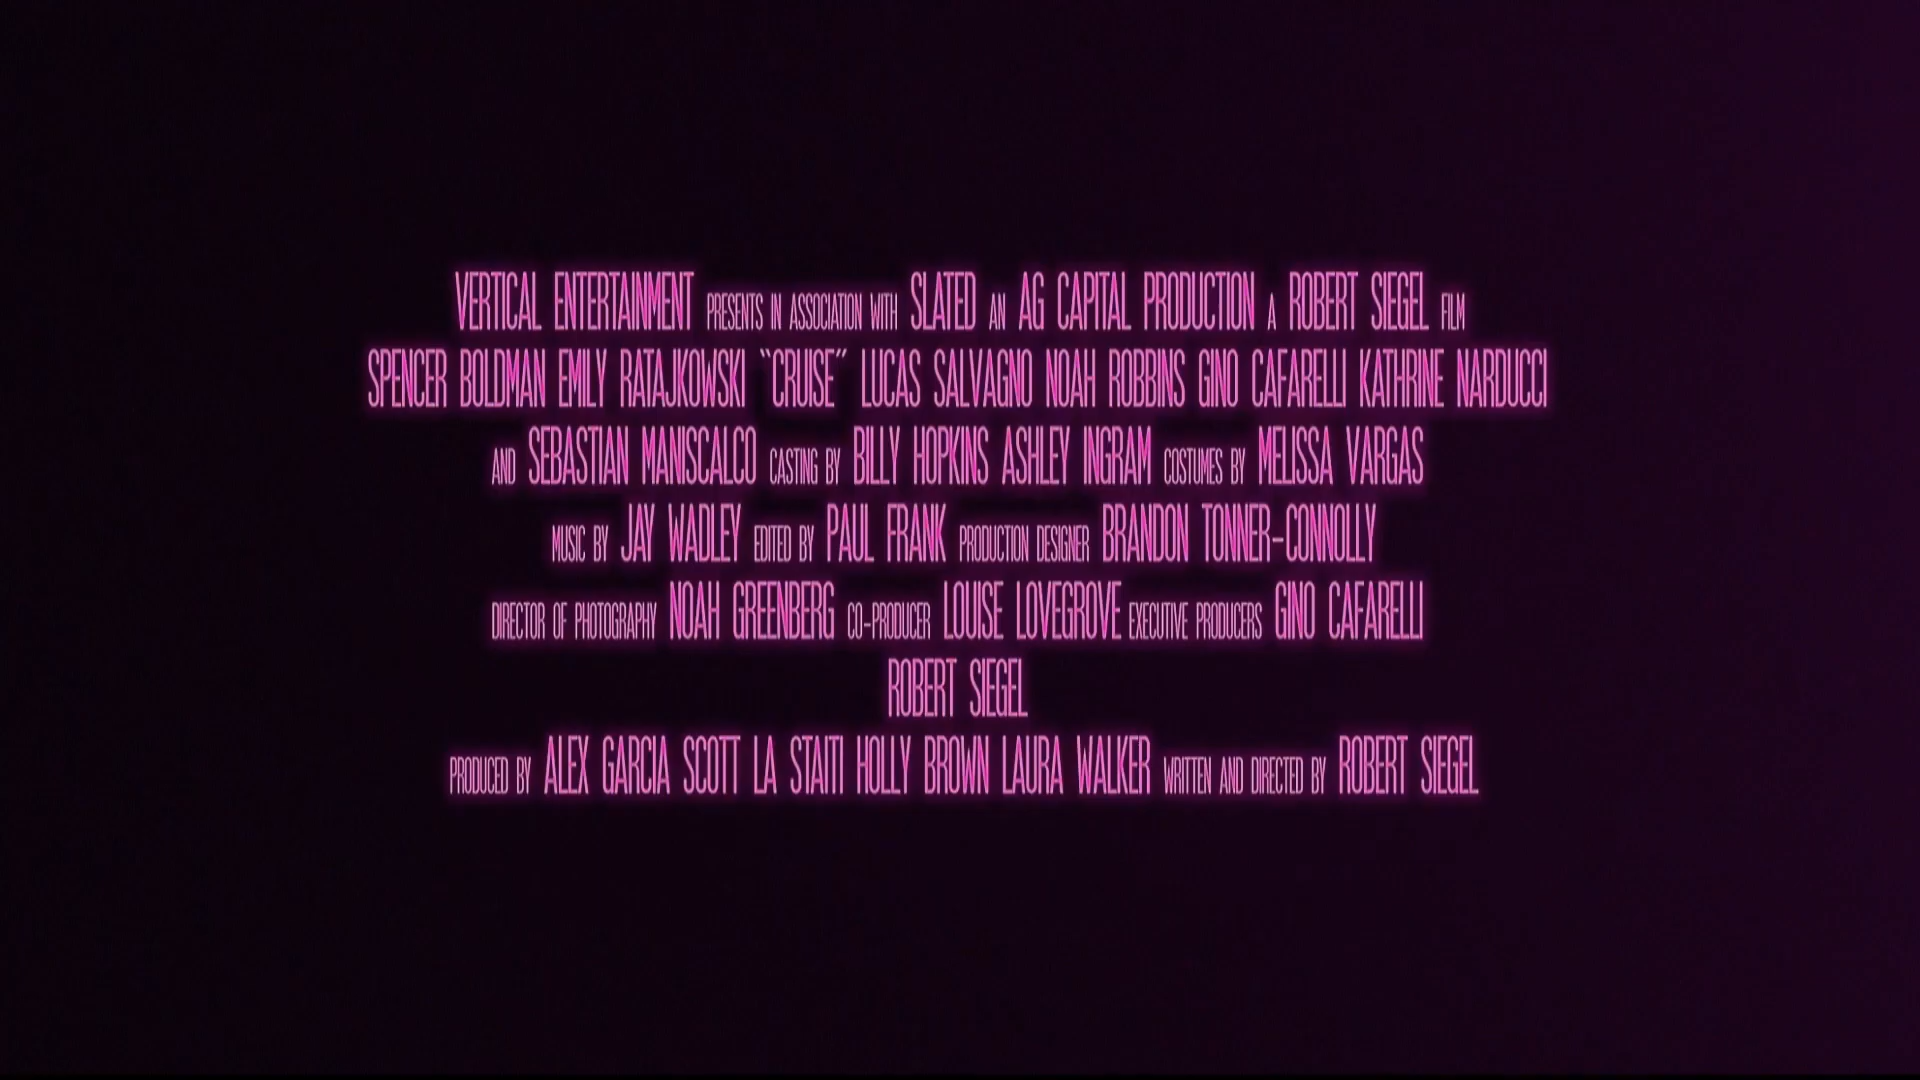 VERTICAL ENTERTAINMENT PRESENTS IN ASSOCIATION WITH SLATED AN AG CAPITAL PRODUCTION A ROBERT SIEGEL FILM
SPENCER BOLDMAN EMILY RATAJKOWSKI "CRUISE" LUCAS SALVAGNO NOAH ROBBINS GINO CAFARELLI KATHRINE NARDUCCI
AND SEBASTIAN MANISCALCO CASTING BY BILLY HOPKINS ASHLEY INGRAM COSTUMES BY MELISSA VARGAS
MUSIC BY JAY WADLEY EDITED BY PAUL FRANK PRODUCTION DESIGNER BRANDON TONNER-CONNOLLY
DIRECTOR OF PHOTOGRAPHY NOAH GREENBERG CO-PRODUCER LOUISE LOVEGROVE EXECUTIVE PRODUCERS GINO CAFARELLI
ROBERT SIEGEL
PRODUCED BY ALEX GARCIA SCOTT LA STAITI HOLLY BROWN LAURA WALKER WRITTEN AND DIRECTED BY ROBERT SIEGEL